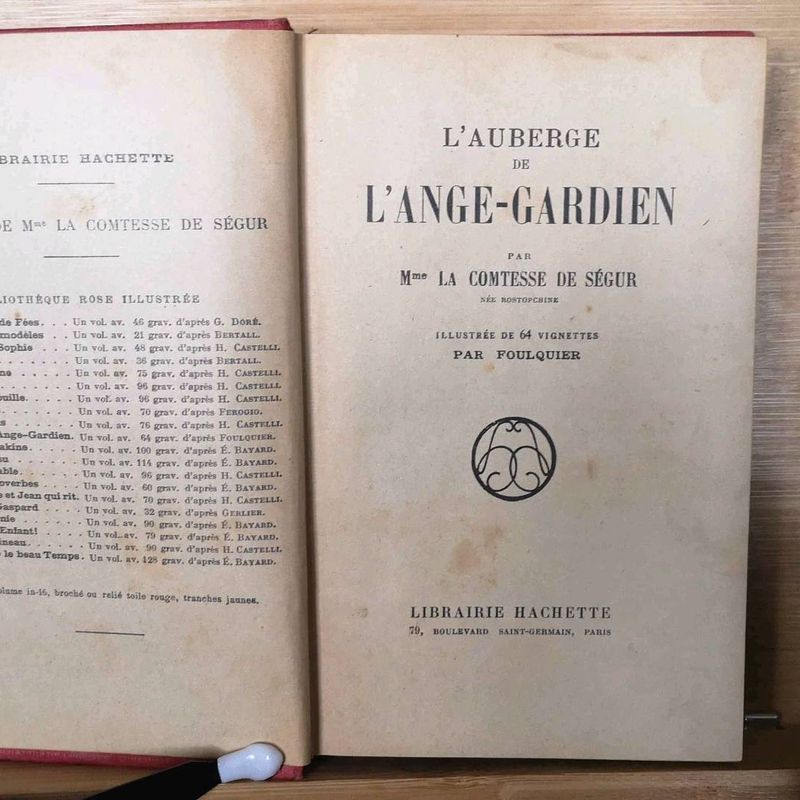 BRAIRIE HACHETTE
DE Mme LA COMTESSE DE SÉGUR
LIOTHÈQUE ROSE ILLUSTRÉE
de Fées. . . Un vol. av. 46 grav. d'après G. DORÉ.
modèles . . Un vol. av. 21 grav. d'après BERTALL.
Sophie . . . Un vol. av. 48 grav. d'après H. CASTELLI.
. . . . . Un vol. av. 36 grav. d'après BERTALL.
ne . . . . . Un vol. av. 75 grav. d'après H. CASTELLI.
. . . . . . Un vol. av. 96 grav. d'après H. CASTELLI.
ouille. . . . Un vol. av. 96 grav. d'après H. CASTELLI.
. . . . . . Un vol. av. 70 grav. d'après FEROGIO.
s . . . . . Un vol. av. 76 grav. d'après H. CASTELLI.
Ange-Gardien. Un vol. av. 64 grav. d'après FOULQUIER.
akine . . . . Un vol. av. 100 grav. d'après É. BAYARD.
su . . . . . Un vol. av. 114 grav. d'après É. BAYARD.
able. . . . . Un vol. av. 96 grav. d'après H. CASTELLI.
overbes . . . Un vol. av. 60 grav. d'après É. BAYARD.
e et Jean qui rit. Un vol. av. 70 grav. d'après H. CASTELLI.
Gaspard . . . . Un vol. av. 32 grav. d'après GERLIER.
nie . . . . . Un vol. av. 90 grav. d'après É. BAYARD.
Enfant! . . . . Un vol. av. 79 grav. d'après É. BAYARD.
ineau. . . . . Un vol. av. 90 grav. d'après H. CASTELLI.
le beau Temps. Un vol. av. 128 grav. d'après É. BAYARD.
olume in-16, broché ou relié toile rouge, tranches jaunes.
L'AUBERGE
DE
L'ANGE-GARDIEN
PAR
Mme LA COMTESSE DE SÉGUR
NÉE ROSTOPCHINE
ILLUSTRÉE DE 64 VIGNETTES
PAR FOULQUIER
LIBRAIRIE HACHETTE
79, BOULEVARD SAINT-GERMAIN, PARIS